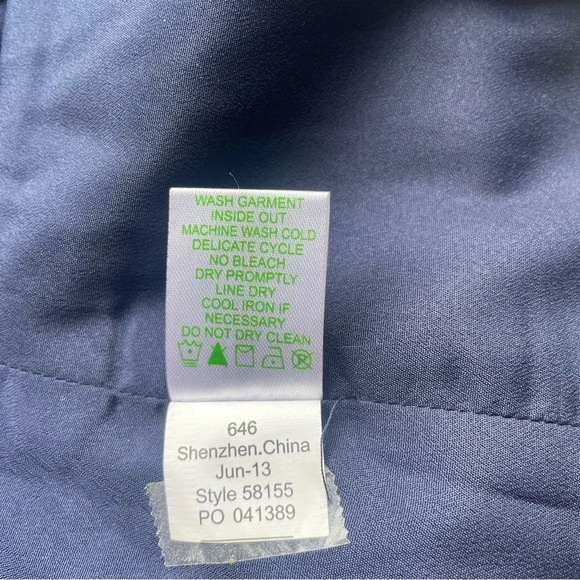 WASH GARMENT
INSIDE OUT
MACHINE WASH COLD
DELICATE CYCLE
NO BLEACH
DRY PROMPTLY
LINE DRY
COOL IRON IF
NECESSARY
DO NOT DRY CLEAN
646
Shenzhen.China
Jun-13
Style 58155
PO 041389